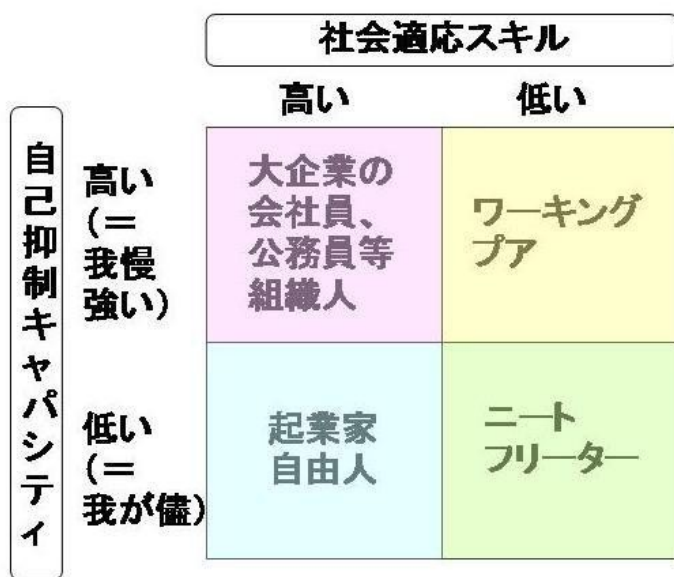 社会適応スキル
高い
低い
自己抑制キャパシティ
高い
(=
我慢
強い)
大企業の
会社員、
公務員等
組織人
ワーキング
プア
低い
(=
我が儘)
起業家
自由人
ニート
フリーター